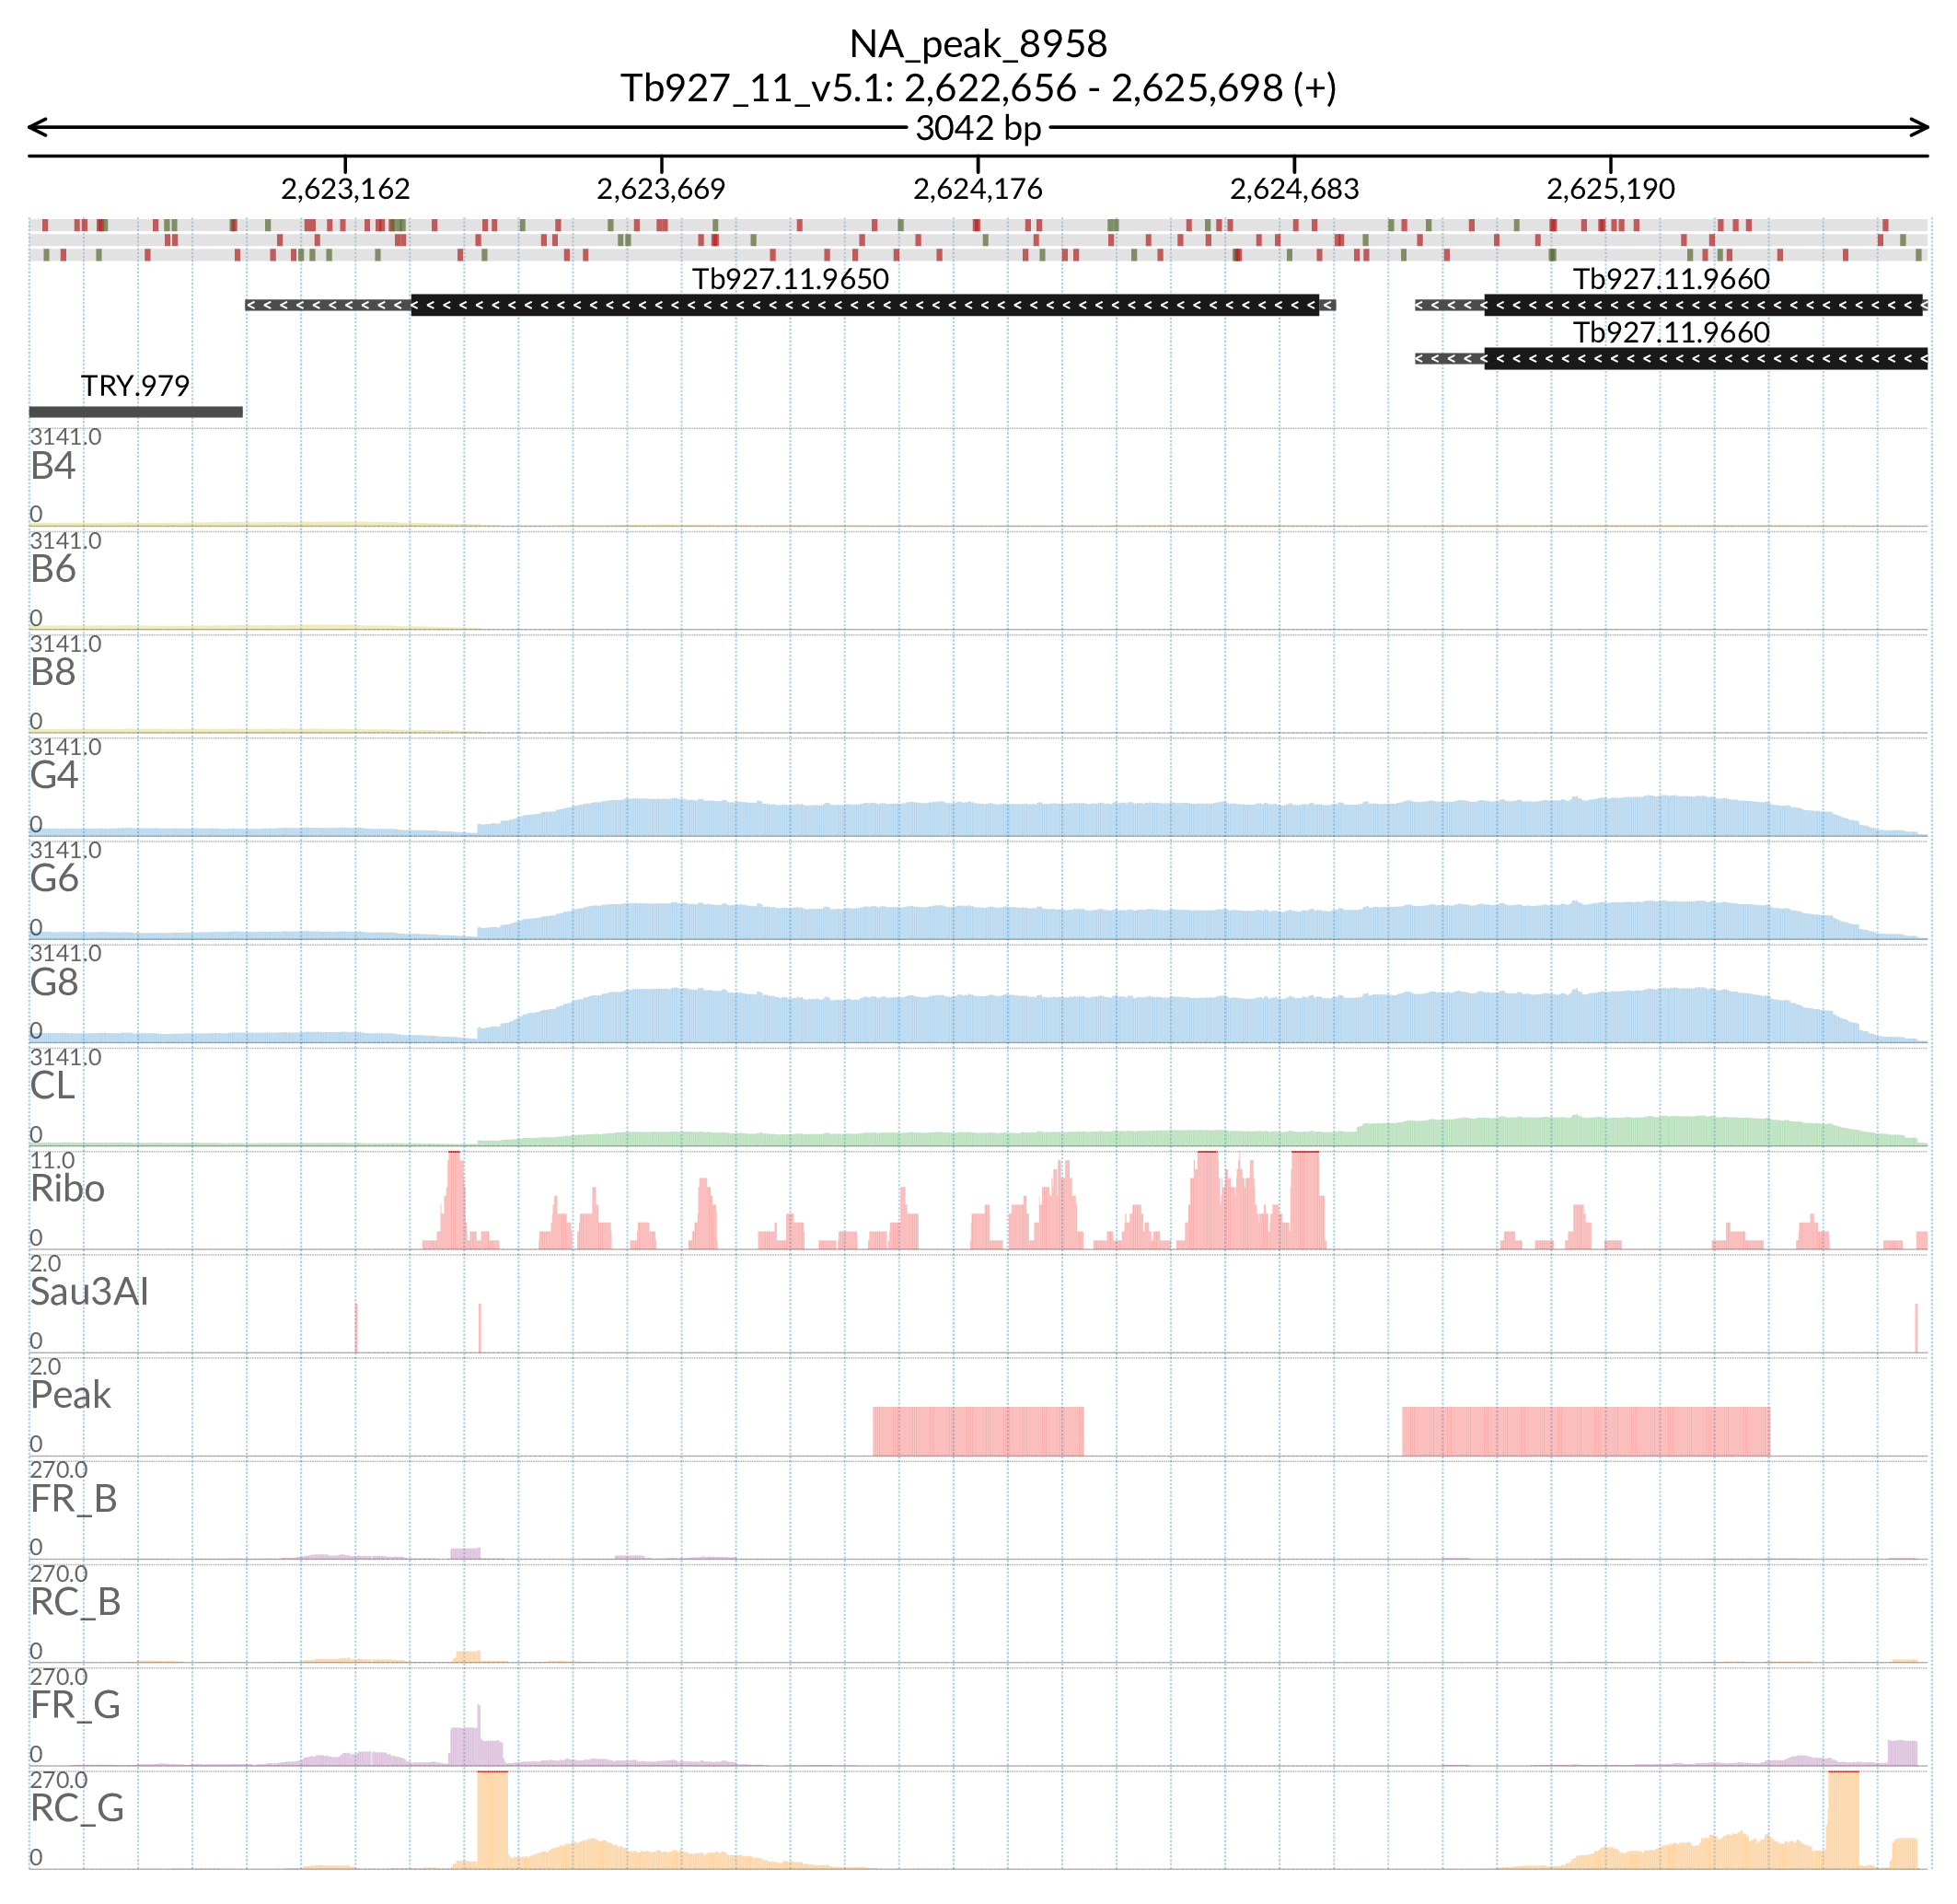 NA_peak_8958
Tb927_11_v5.1: 2,622,656 - 2,625,698 (+)
3042 bp
2,623,162 2,623,669 2,624,176 2,624,683 2,625,190
Tb927.11.9650 Tb927.11.9660
Tb927.11.9660
TRY.979
3141.0
B4
0
3141.0
B6
0
3141.0
B8
0
3141.0
G4
0
3141.0
G6
0
3141.0
G8
0
3141.0
CL
0
11.0
Ribo
0
2.0
Sau3AI
0
2.0
Peak
0
270.0
FR_B
0
270.0
RC_B
0
270.0
FR_G
0
270.0
RC_G
0